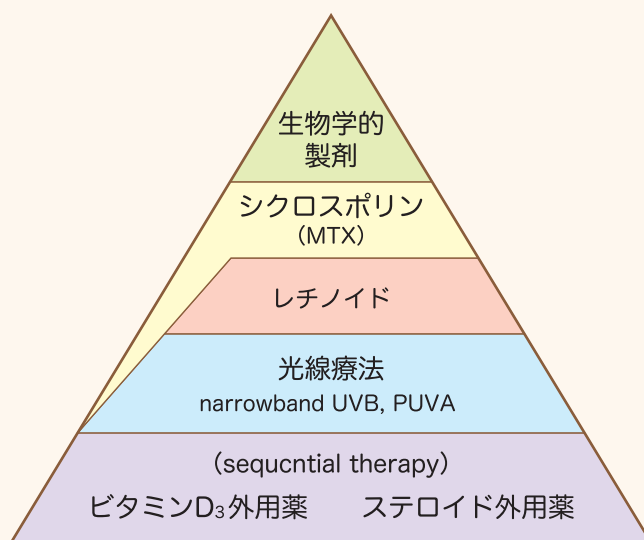 生物学的
製剤
シクロスポリン
（MTX）
レチノイド
光線療法
narrowband UVB, PUVA
（sequcntial therapy）
ビタミンD₃外用薬　ステロイド外用薬